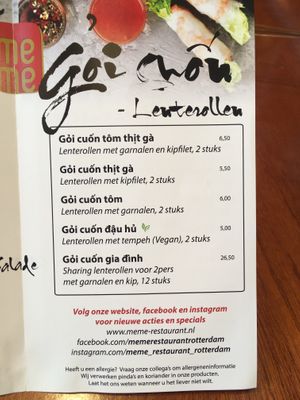 me
me
Gỏi cuốn
- Lenterollen
Gỏi cuốn tôm thịt gà 6,50
Lenterollen met garnalen en kipfilet, 2 stuks
Gỏi cuốn thịt gà 5,50
Lenterollen met kipfilet, 2 stuks
Gỏi cuốn tôm 6,00
Lenterollen met garnalen, 2 stuks
Gỏi cuốn đậu hủ 5,00
Lenterollen met tempeh (Vegan), 2 stuks
Gỏi cuốn gia đình 26,50
Sharing lenterollen voor 2pers
met garnalen en kip, 12 stuks
Salade
Volg onze website, facebook en instagram
voor nieuwe acties en specials
www.meme-restaurant.nl
facebook.com/memerestaurantrotterdam
instagram.com/meme_restaurant_rotterdam
Heeft u een allergie? Vraag onze collega's om allergeneninformatie
Wij verwerken pinda's en koriander in onze producten.
Laat het ons weten wanneer u het liever niet wilt.